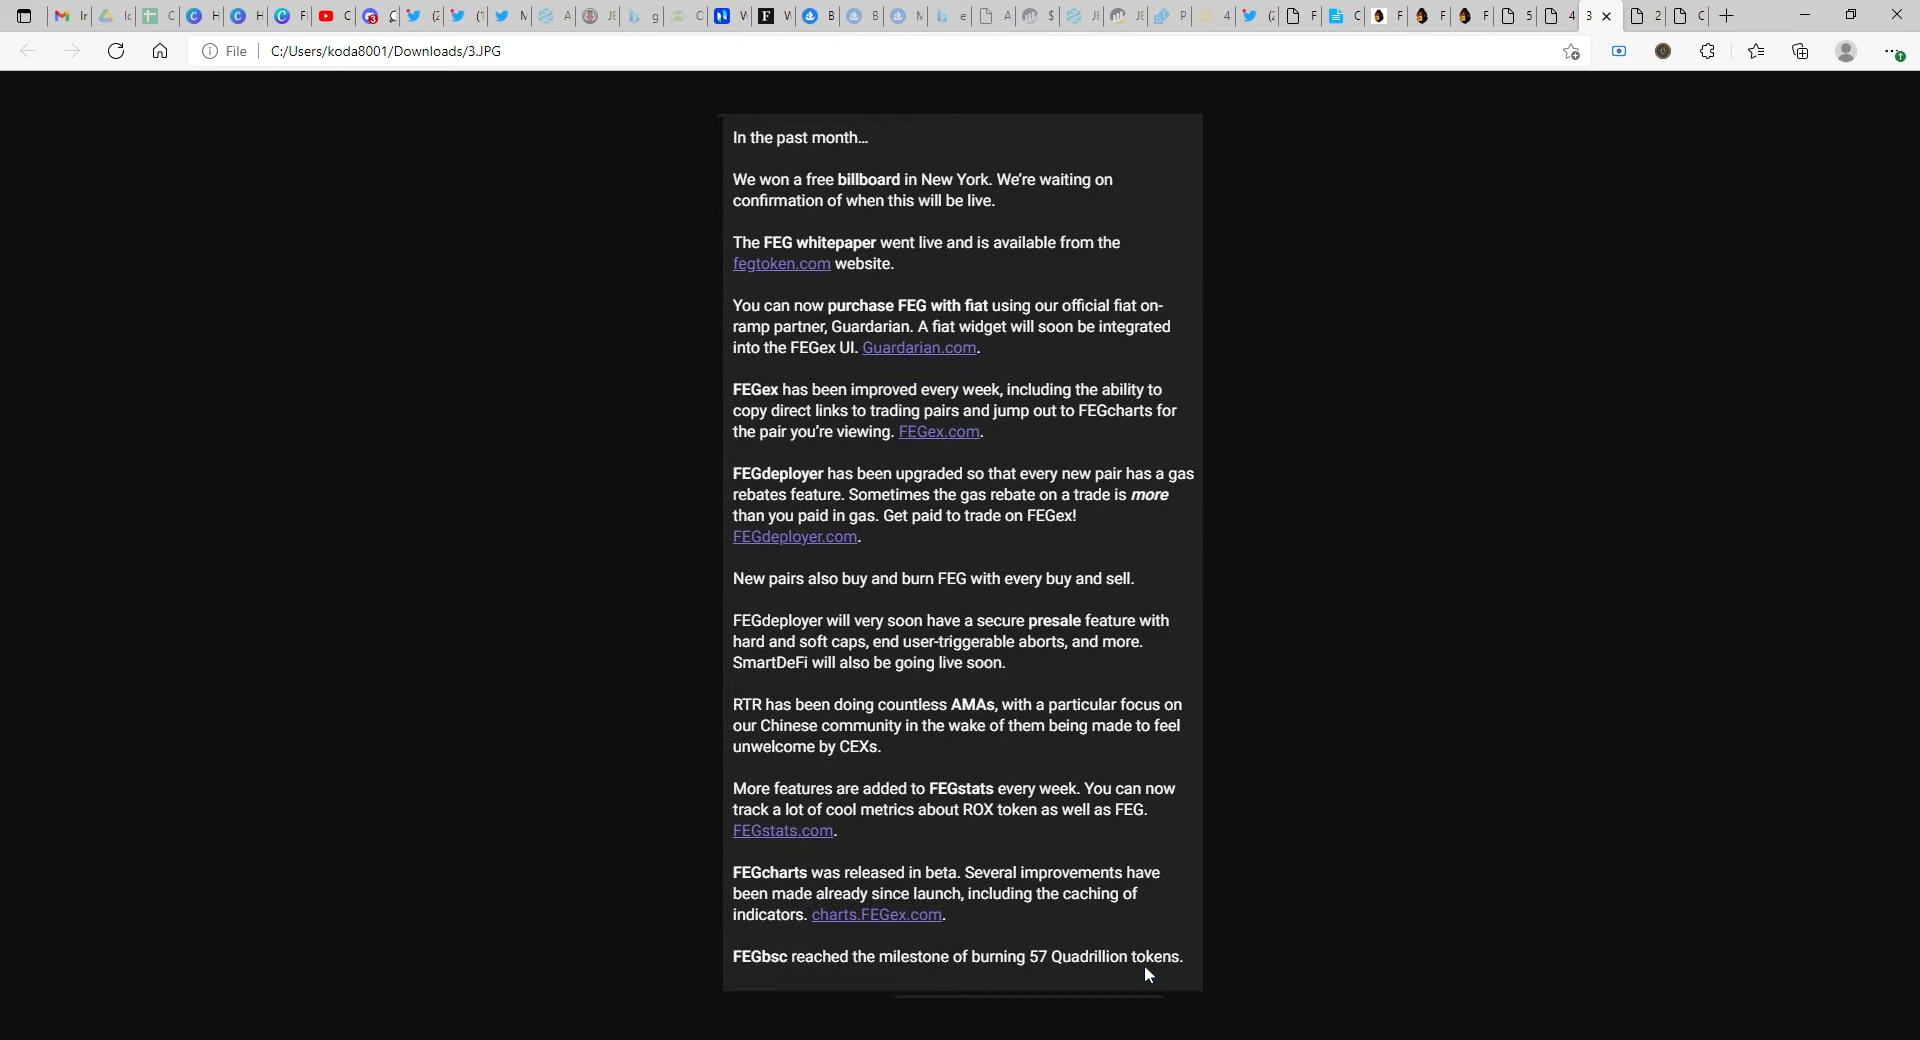 File
C:/Users/koda8001/Downloads/3.JPG
In the past month...
We won a free billboard in New York. We're waiting on
confirmation of when this will be live.
The FEG whitepaper went live and is available from the
fegtoken.com website.
You can now purchase FEG with fiat using our official fiat on-
ramp partner, Guardarian. A fiat widget will soon be integrated
into the FEGex UI. Guardarian.com.
FEGex has been improved every week, including the ability to
copy direct links to trading pairs and jump out to FEGcharts for
the pair you're viewing. FEGex.com.
FEGdeployer has been upgraded so that every new pair has a gas
rebates feature. Sometimes the gas rebate on a trade is more
than you paid in gas. Get paid to trade on FEGex!
FEGdeployer.com.
New pairs also buy and burn FEG with every buy and sell.
FEGdeployer will very soon have a secure presale feature with
hard and soft caps, end user-triggerable aborts, and more.
SmartDeFi will also be going live soon.
RTR has been doing countless AMAs, with a particular focus on
our Chinese community in the wake of them being made to feel
unwelcome by CEXs.
More features are added to FEGstats every week. You can now
track a lot of cool metrics about ROX token as well as FEG.
FEGstats.com.
FEGcharts was released in beta. Several improvements have
been made already since launch, including the caching of
indicators. charts.FEGex.com.
FEGbsc reached the milestone of burning 57 Quadrillion tokens.